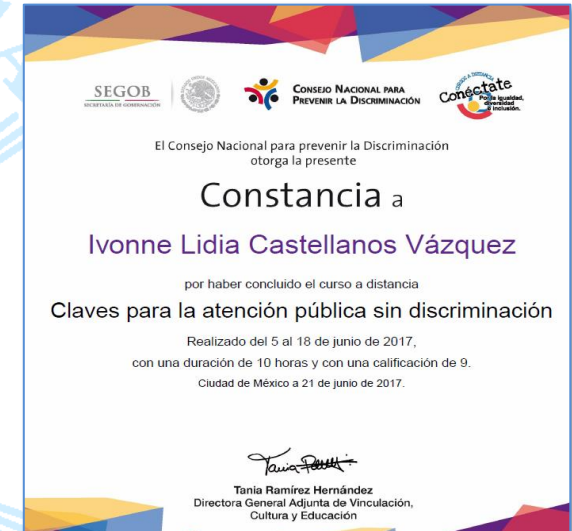 SEGOB
SECRETARÍA DE GOBERNACIÓN
CONSEJO NACIONAL PARA
PREVENIR LA DISCRIMINACIÓN
CURSOS A DISTANCIA
Conéctate
Por la igualdad,
diversidad
e inclusión.
El Consejo Nacional para prevenir la Discriminación
otorga la presente
Constancia a
Ivonne Lidia Castellanos Vázquez
por haber concluido el curso a distancia
Claves para la atención pública sin discriminación
Realizado del 5 al 18 de junio de 2017,
con una duración de 10 horas y con una calificación de 9.
Ciudad de México a 21 de junio de 2017.
Tania Ramírez Hernández
Directora General Adjunta de Vinculación,
Cultura y Educación